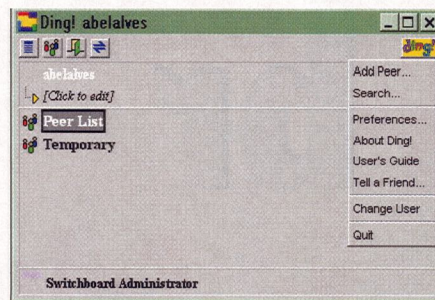 Ding! abelalves
ding!
abelalves
[Click to edit]
Peer List
Temporary
Add Peer...
Search...
Preferences...
About Ding!
User's Guide
Tell a Friend...
Change User
Quit
Switchboard Administrator